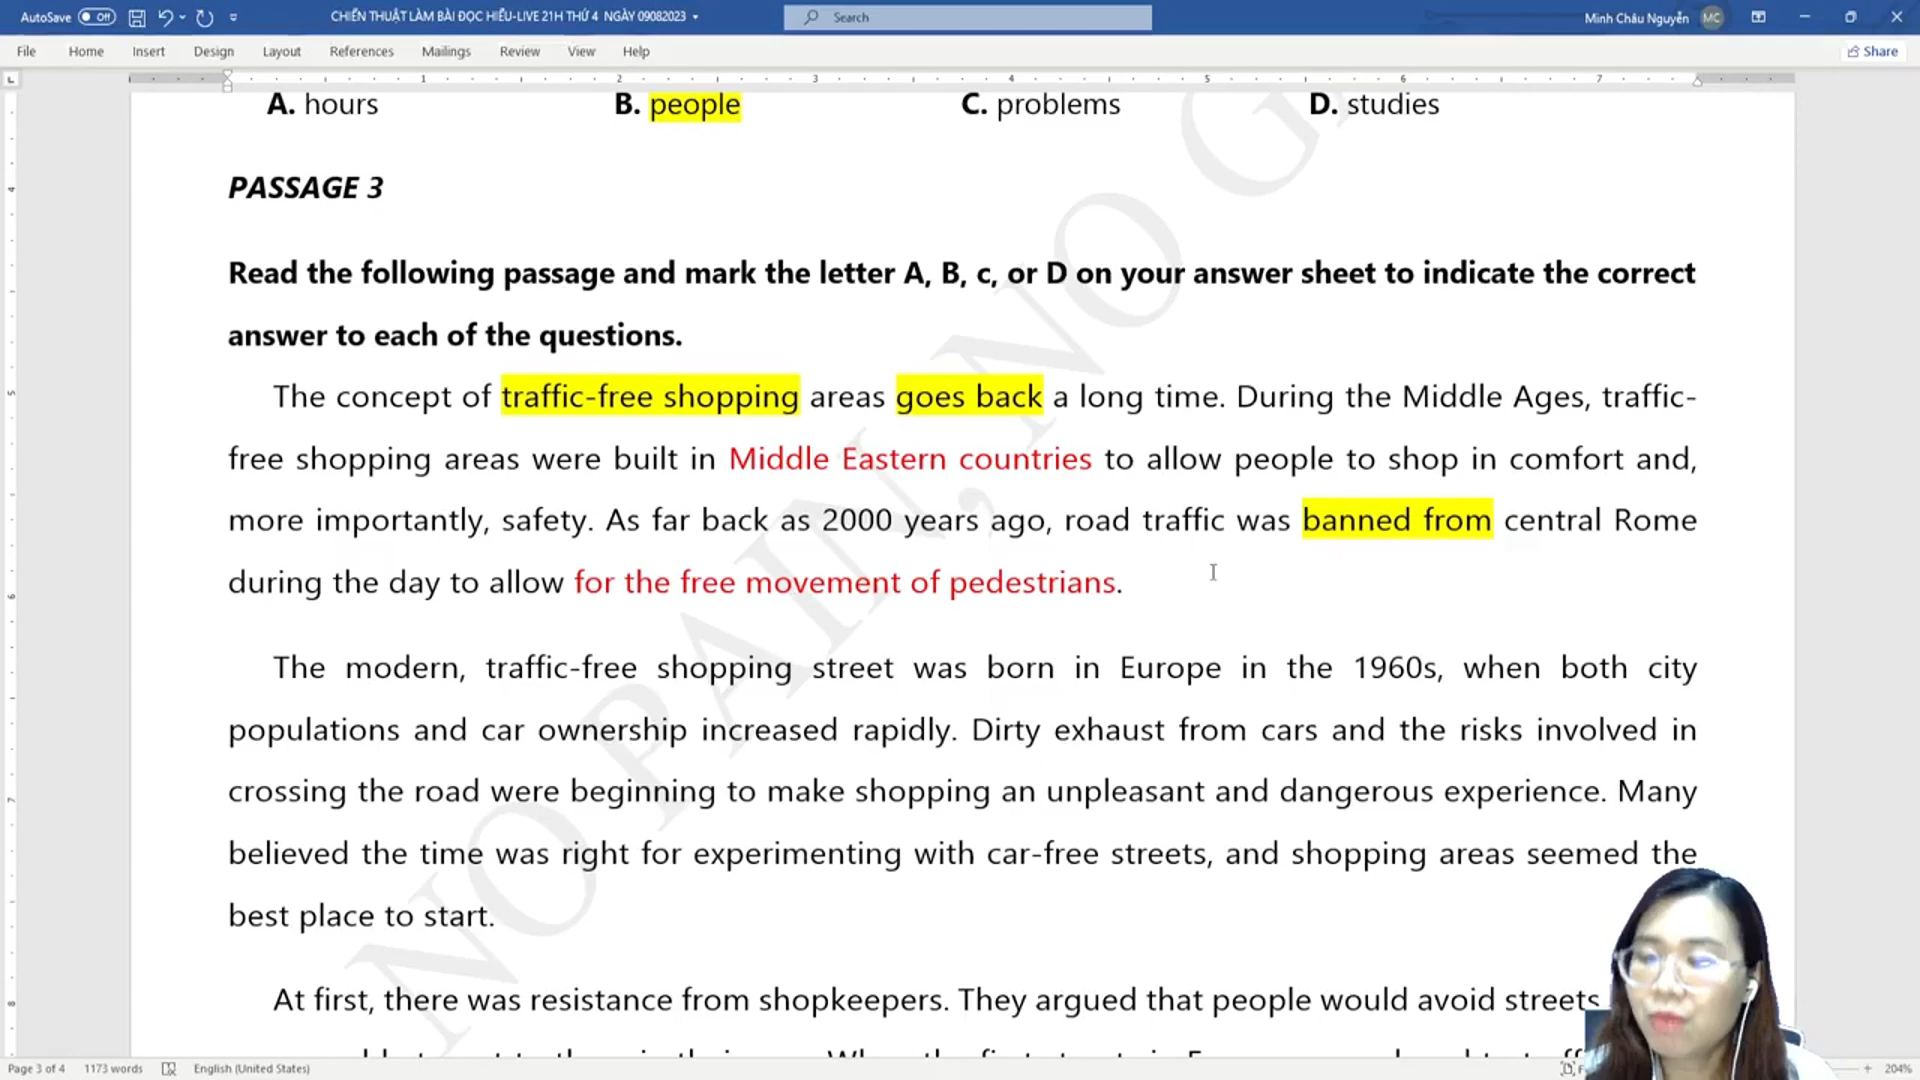 AutoSave Off CHIẾN THUẬT LÀM BÀI ĐỌC HIỂU-LIVE 21H THỨ 4 NGÀY 09082023 Search Minh Châu Nguyễn MC
File Home Insert Design Layout References Mailings Review View Help Share
1 2 3 4 5 6 7
A. hours B. people C. problems D. studies
PASSAGE 3
Read the following passage and mark the letter A, B, c, or D on your answer sheet to indicate the correct
answer to each of the questions.
The concept of traffic-free shopping areas goes back a long time. During the Middle Ages, traffic-
free shopping areas were built in Middle Eastern countries to allow people to shop in comfort and,
more importantly, safety. As far back as 2000 years ago, road traffic was banned from central Rome
during the day to allow for the free movement of pedestrians.
The modern, traffic-free shopping street was born in Europe in the 1960s, when both city
populations and car ownership increased rapidly. Dirty exhaust from cars and the risks involved in
crossing the road were beginning to make shopping an unpleasant and dangerous experience. Many
believed the time was right for experimenting with car-free streets, and shopping areas seemed the
best place to start.
At first, there was resistance from shopkeepers. They argued that people would avoid streets
NO PAIN, NO G
Page 3 of 4 1173 words English (United States) 204%